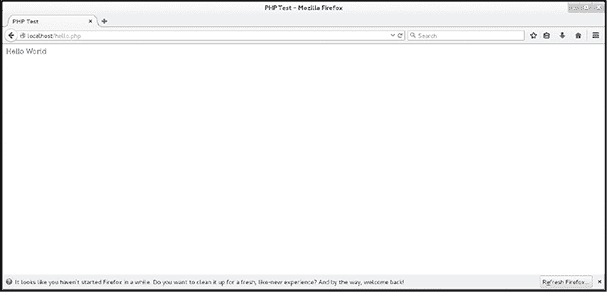 PHP Test - Mozilla Firefox
PHP Test
localhost/hello.php
Search
Hello World
It looks like you haven't started Firefox in a while. Do you want to clean it up for a fresh, like-new experience? And by the way, welcome back!
Refresh Firefox...